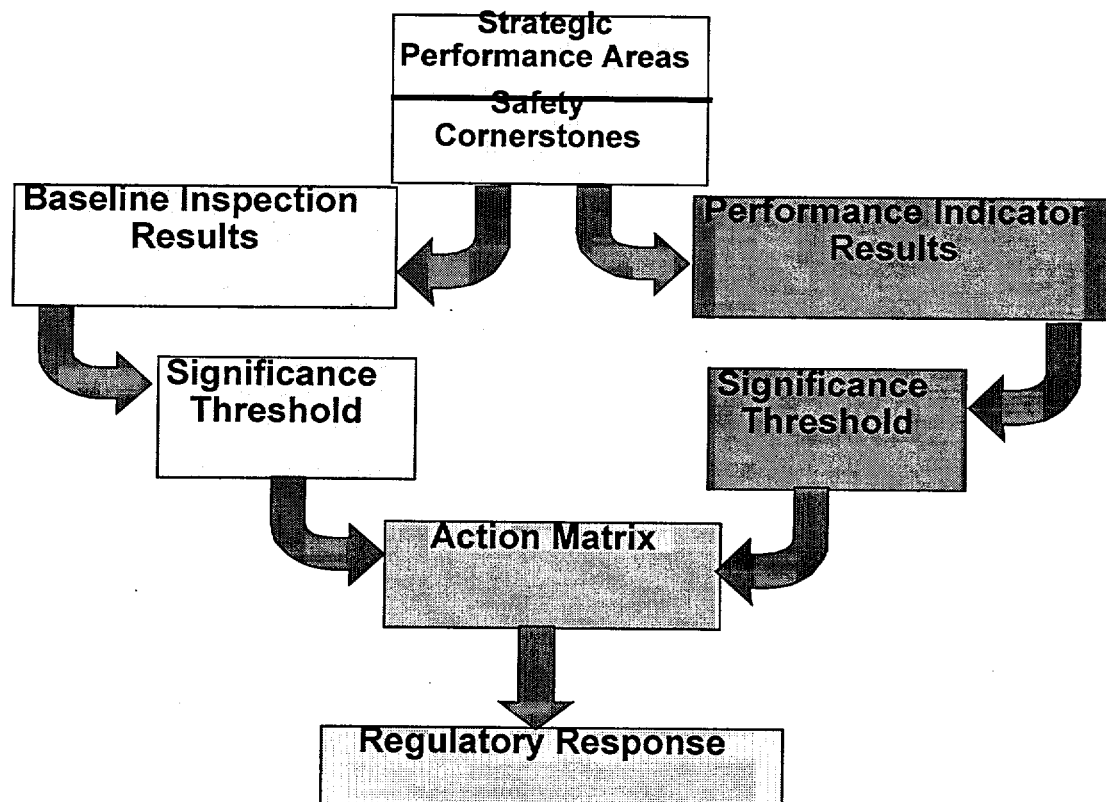 Strategic
Performance Areas
Safety
Cornerstones
Baseline Inspection
Results
Performance Indicator
Results
Significance
Threshold
Significance
Threshold
Action Matrix
Regulatory Response